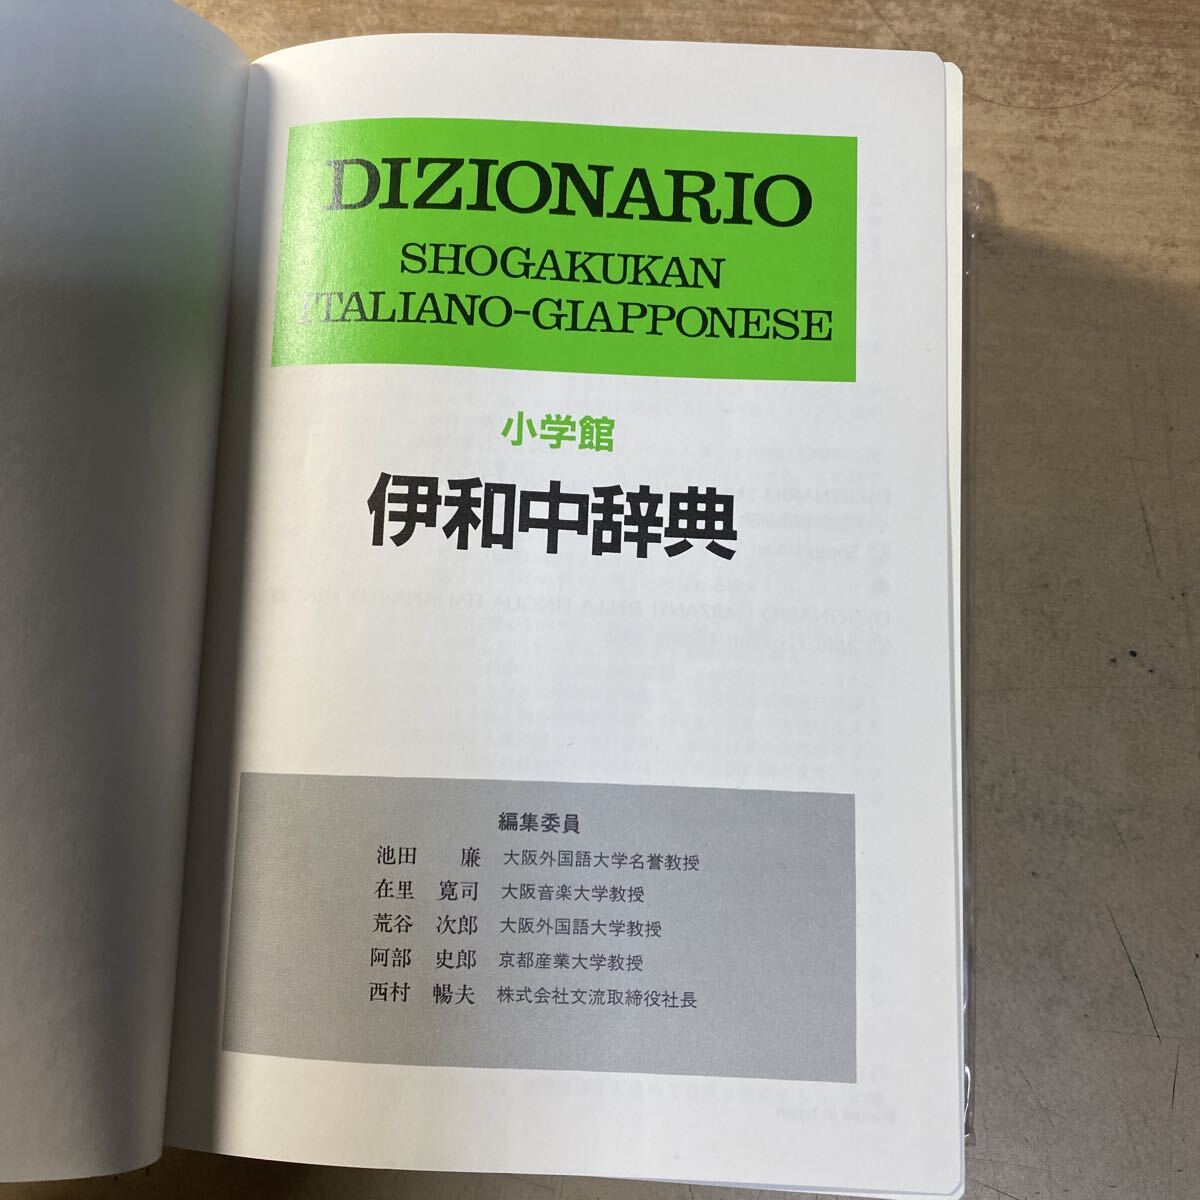 DIZIONARIO
SHOGAKUKAN
ITALIANO-GIAPPONESE
小学館
伊和中辞典
編集委員
池田 廉 大阪外国語大学名誉教授
在里 寛司 大阪音楽大学教授
荒谷 次郎 大阪外国語大学教授
阿部 史郎 京都産業大学教授
西村 暢夫 株式会社文流取締役社長